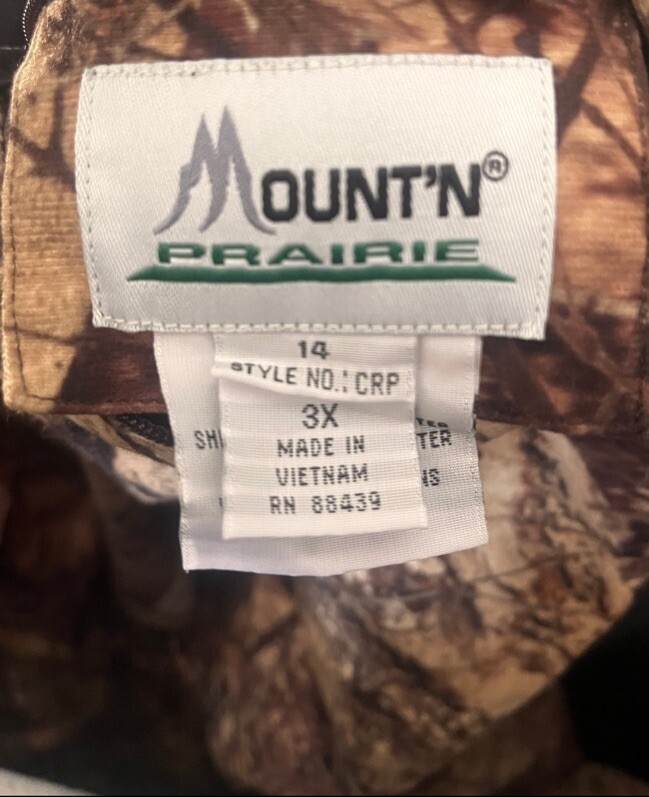 MOUNT'N®
PRAIRIE
14
STYLE NO.: CRP
3X
MADE IN
VIETNAM
RN 88439